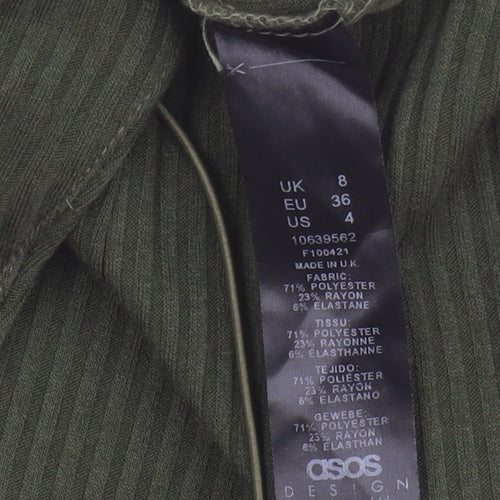 UK 8
EU 36
US 4
10639562
F100421
MADE IN U.K.
FABRIC:
71% POLYESTER
23% RAYON
6% ELASTANE
TISSU:
71% POLYESTER
23% RAYONNE
6% ÉLASTHANNE
TEJIDO:
71% POLIÉSTER
23% RAYON
6% ELASTANO
GEWEBE:
71% POLYESTER
23% RAYON
6% ELASTHAN
asos
DESIGN